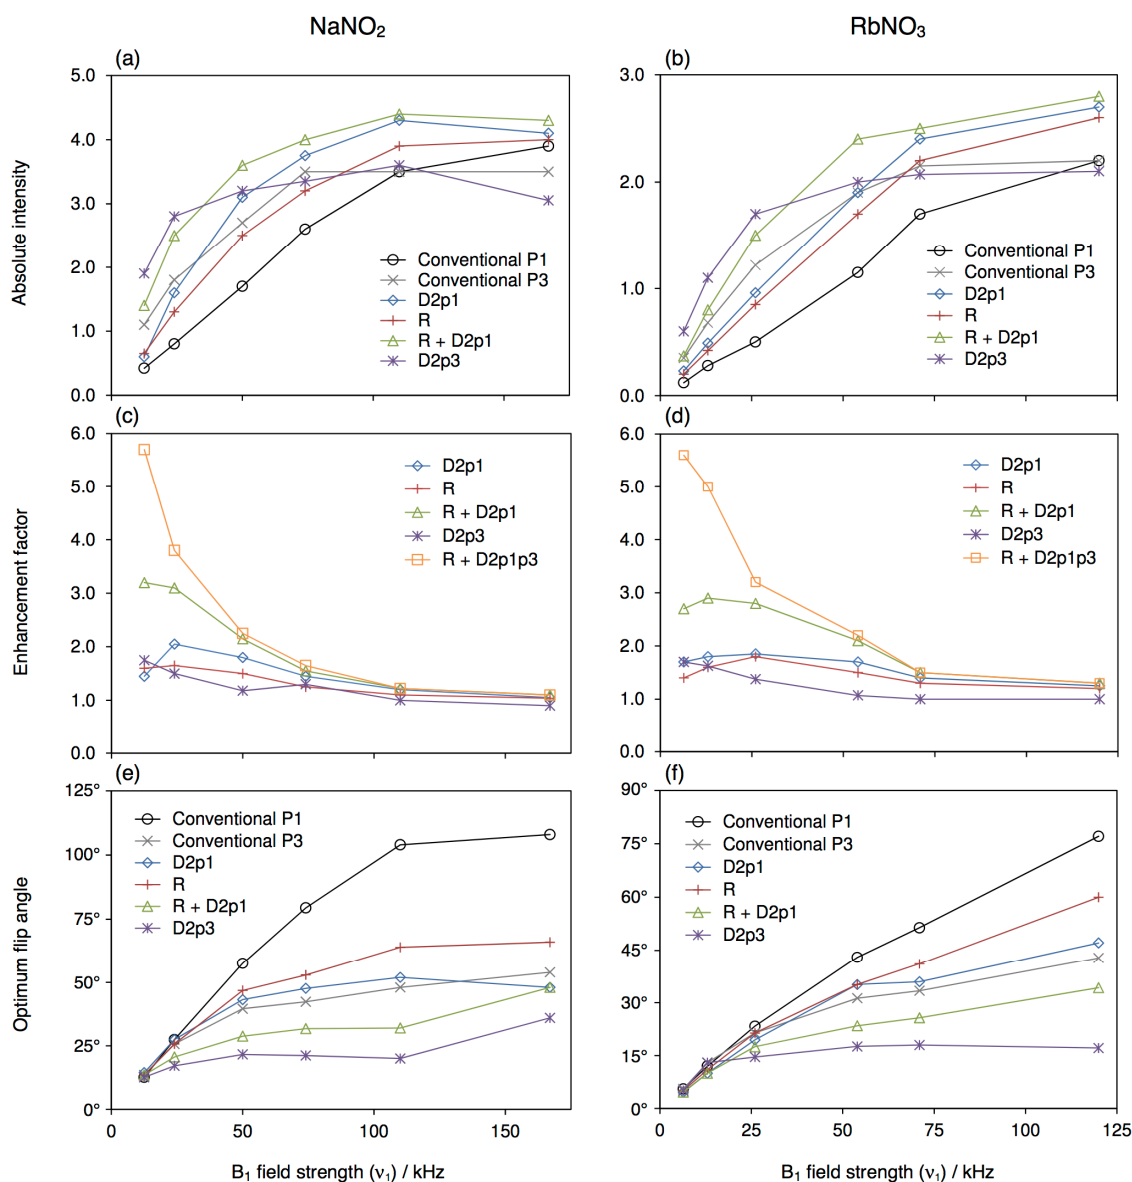 NaNO₂
RbNO₃
(a)
(b)
Absolute intensity
5.0
4.0
3.0
2.0
1.0
0.0
Conventional P1
Conventional P3
D2p1
R
R + D2p1
D2p3
3.0
2.0
1.0
0.0
Conventional P1
Conventional P3
D2p1
R
R + D2p1
D2p3
(c)
(d)
Enhancement factor
6.0
5.0
4.0
3.0
2.0
1.0
0.0
D2p1
R
R + D2p1
D2p3
R + D2p1p3
6.0
5.0
4.0
3.0
2.0
1.0
0.0
D2p1
R
R + D2p1
D2p3
R + D2p1p3
(e)
(f)
Optimum flip angle
125°
100°
75°
50°
25°
0°
Conventional P1
Conventional P3
D2p1
R
R + D2p1
D2p3
0 50 100 150
B₁ field strength (ν₁) / kHz
90°
75°
60°
45°
30°
15°
0°
Conventional P1
Conventional P3
D2p1
R
R + D2p1
D2p3
0 25 50 75 100 125
B₁ field strength (ν₁) / kHz